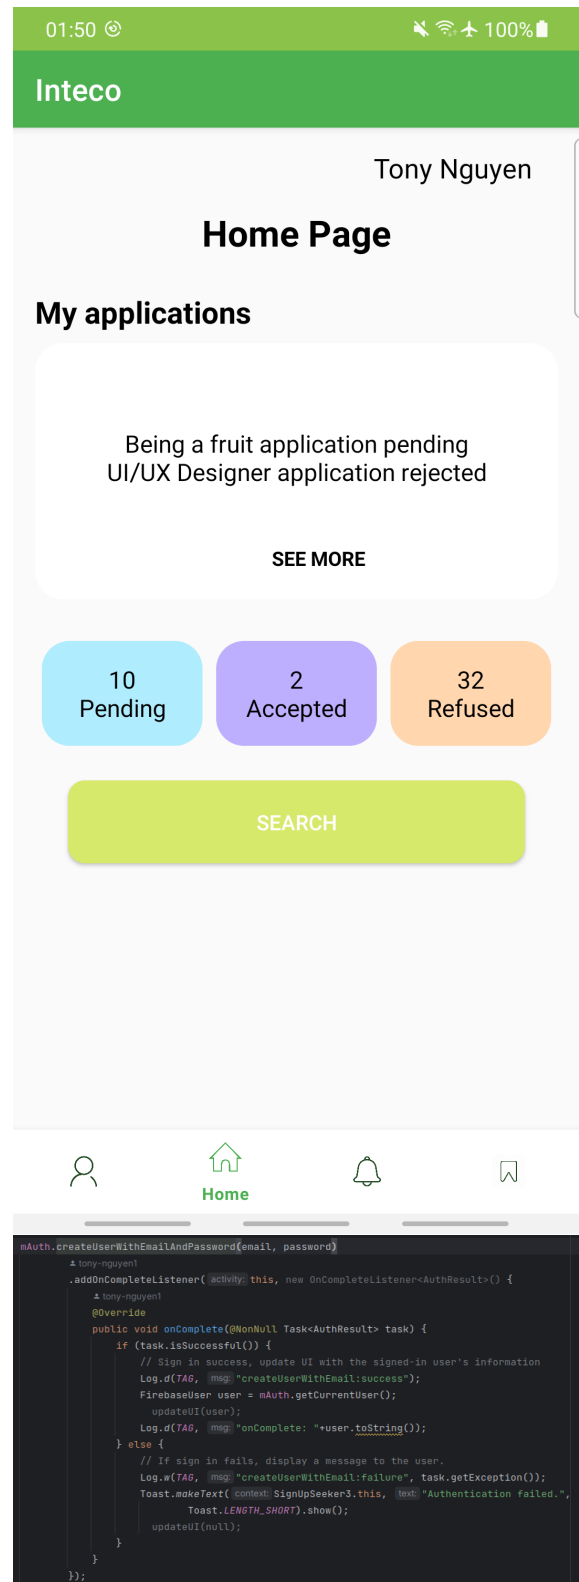 01:50 100%
Inteco
Tony Nguyen
Home Page
My applications
Being a fruit application pending
UI/UX Designer application rejected
SEE MORE
10
Pending
2
Accepted
32
Refused
SEARCH
Home
mAuth.createUserWithEmailAndPassword(email, password)
tony-nguyen1
.addOnCompleteListener( activity: this, new OnCompleteListener<AuthResult>() {
tony-nguyen1
@Override
public void onComplete(@NonNull Task<AuthResult> task) {
if (task.isSuccessful()) {
// Sign in success, update UI with the signed-in user's information
Log.d(TAG, msg: "createUserWithEmail:success");
FirebaseUser user = mAuth.getCurrentUser();
updateUI(user);
Log.d(TAG, msg: "onComplete: "+user.toString());
} else {
// If sign in fails, display a message to the user.
Log.w(TAG, msg: "createUserWithEmail:failure", task.getException());
Toast.makeText( context: SignUpSeeker3.this, text: "Authentication failed.",
Toast.LENGTH_SHORT).show();
updateUI(null);
}
}
});